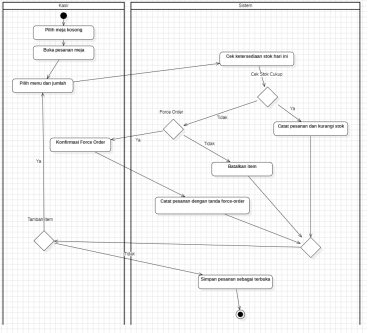 Kasir
Sistem
Pilih meja kosong
Buka pesanan meja
Cek ketersediaan stok hari ini
Cek Stok Cukup
Pilih menu dan jumlah
Ya
Force Order
Tidak
Catat pesanan dan kurangi stok
Konfirmasi Force Order
Ya
Tidak
Batalkan item
Ya
Catat pesanan dengan tanda force-order
Tambah Item
Tidak
Simpan pesanan sebagai terbuka